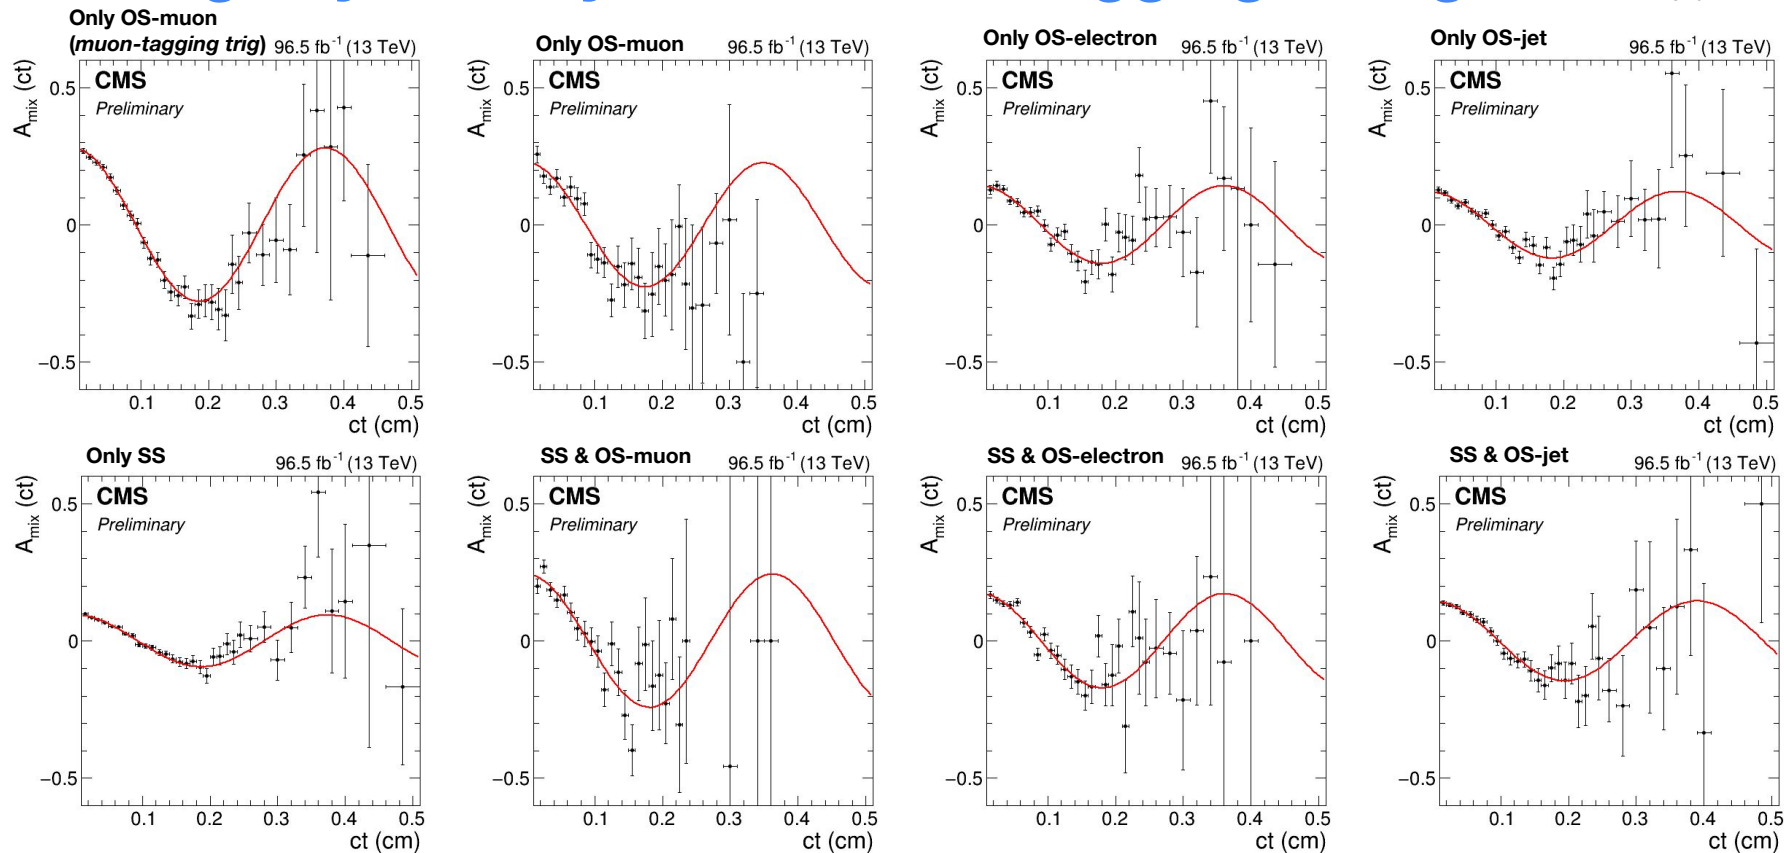 Only OS-muon
(muon-tagging trig) 96.5 fb⁻¹ (13 TeV)
CMS
Preliminary
A_mix (ct)
0.5
0
−0.5
0.1 0.2 0.3 0.4 0.5
ct (cm)
Only OS-muon 96.5 fb⁻¹ (13 TeV)
CMS
Preliminary
A_mix (ct)
0.5
0
−0.5
0.1 0.2 0.3 0.4 0.5
ct (cm)
Only OS-electron 96.5 fb⁻¹ (13 TeV)
CMS
Preliminary
A_mix (ct)
0.5
0
−0.5
0.1 0.2 0.3 0.4 0.5
ct (cm)
Only OS-jet 96.5 fb⁻¹ (13 TeV)
CMS
Preliminary
A_mix (ct)
0.5
0
−0.5
0.1 0.2 0.3 0.4 0.5
ct (cm)
Only SS 96.5 fb⁻¹ (13 TeV)
CMS
Preliminary
A_mix (ct)
0.5
0
−0.5
0.1 0.2 0.3 0.4 0.5
ct (cm)
SS & OS-muon 96.5 fb⁻¹ (13 TeV)
CMS
Preliminary
A_mix (ct)
0.5
0
−0.5
0.1 0.2 0.3 0.4 0.5
ct (cm)
SS & OS-electron 96.5 fb⁻¹ (13 TeV)
CMS
Preliminary
A_mix (ct)
0.5
0
−0.5
0.1 0.2 0.3 0.4 0.5
ct (cm)
SS & OS-jet 96.5 fb⁻¹ (13 TeV)
CMS
Preliminary
A_mix (ct)
0.5
0
−0.5
0.1 0.2 0.3 0.4 0.5
ct (cm)